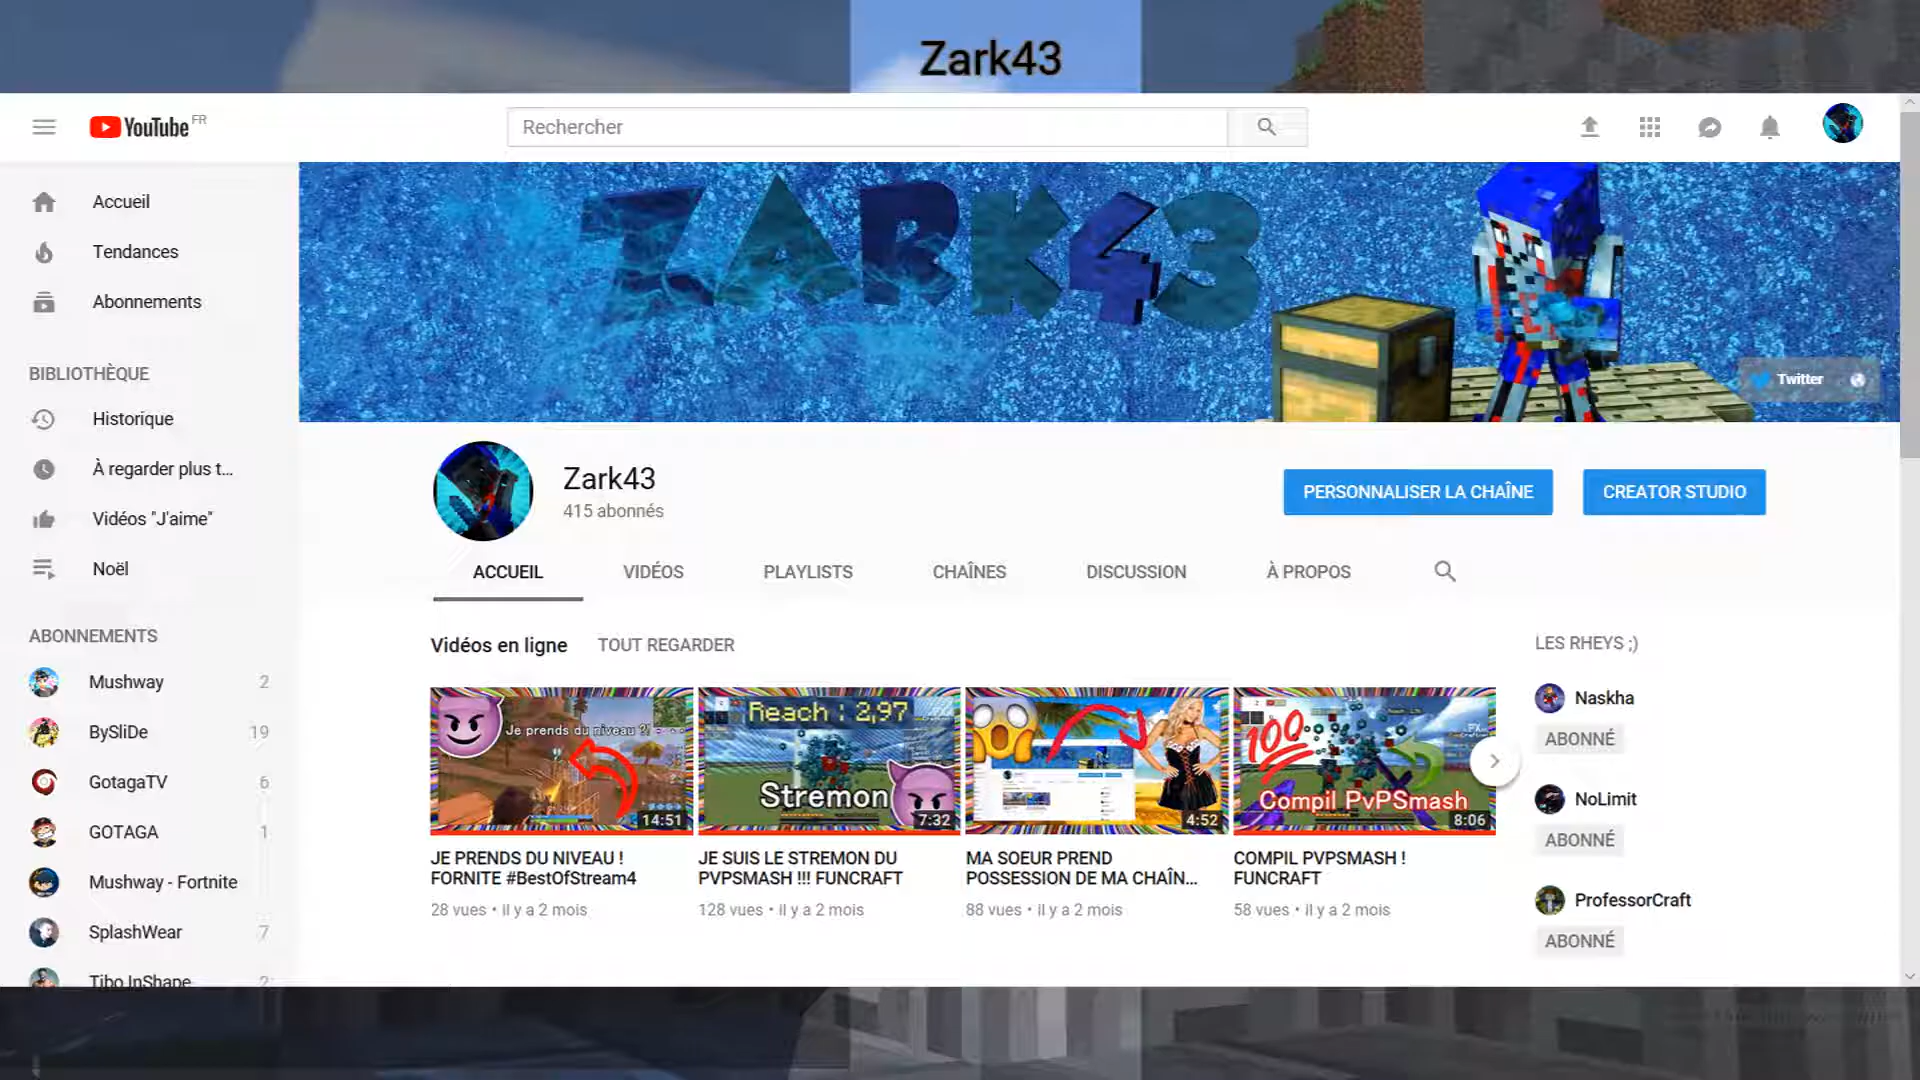 Zark43
YouTube FR
Rechercher
Accueil
Tendances
Abonnements
BIBLIOTHÈQUE
Historique
À regarder plus t...
Vidéos "J'aime"
Noël
ABONNEMENTS
Mushway 2
BySliDe 19
GotagaTV 6
GOTAGA 1
Mushway - Fortnite
SplashWear 7
Tibo InShape 2
ZARK43
Twitter
Zark43
415 abonnés
PERSONNALISER LA CHAÎNE
CREATOR STUDIO
ACCUEIL VIDÉOS PLAYLISTS CHAÎNES DISCUSSION À PROPOS
Vidéos en ligne TOUT REGARDER
Je prends du niveau ?!
14:51
JE PRENDS DU NIVEAU !
FORNITE #BestOfStream4
28 vues • il y a 2 mois
Reach : 2,97
Stremon
7:32
JE SUIS LE STREMON DU
PVPSMASH !!! FUNCRAFT
128 vues • il y a 2 mois
4:52
MA SOEUR PREND
POSSESSION DE MA CHAÎN...
88 vues • il y a 2 mois
100
Compil PvPSmash
8:06
COMPIL PVPSMASH !
FUNCRAFT
58 vues • il y a 2 mois
LES RHEYS ;)
Naskha
ABONNÉ
NoLimit
ABONNÉ
ProfessorCraft
ABONNÉ